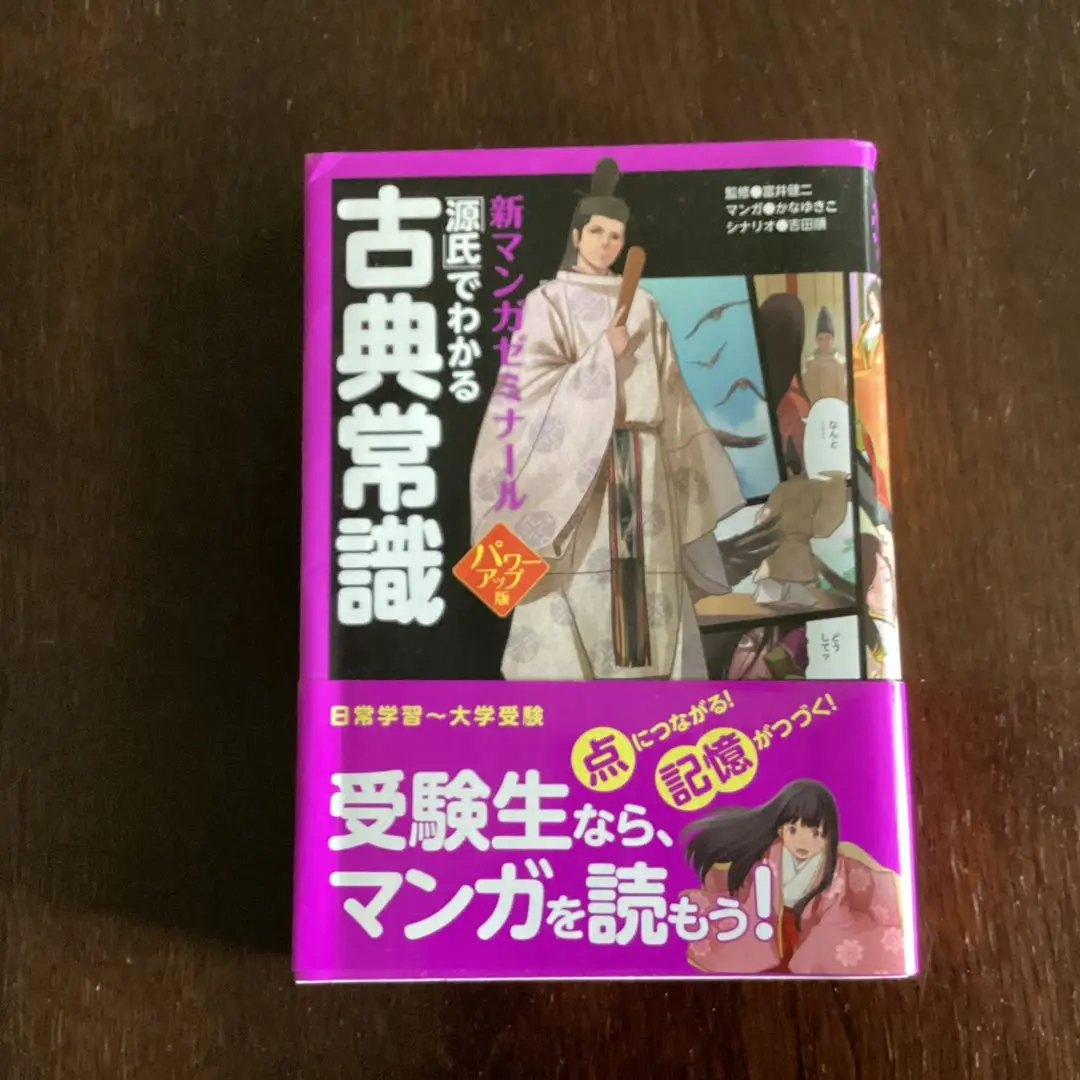 新マンガゼミナール
「源氏」でわかる
古典常識
パワー
アップ
版
監修●富井健二
マンガ●かなゆきこ
シナリオ●吉田順
なんと
……
どう
して?
日常学習〜大学受験
点につながる!
記憶がつづく!
受験生なら、
マンガを読もう!